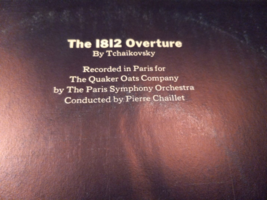 The 1812 Overture
By Tchaikovsky
Recorded in Paris for
The Quaker Oats Company
by The Paris Symphony Orchestra
Conducted by Pierre Chaillet